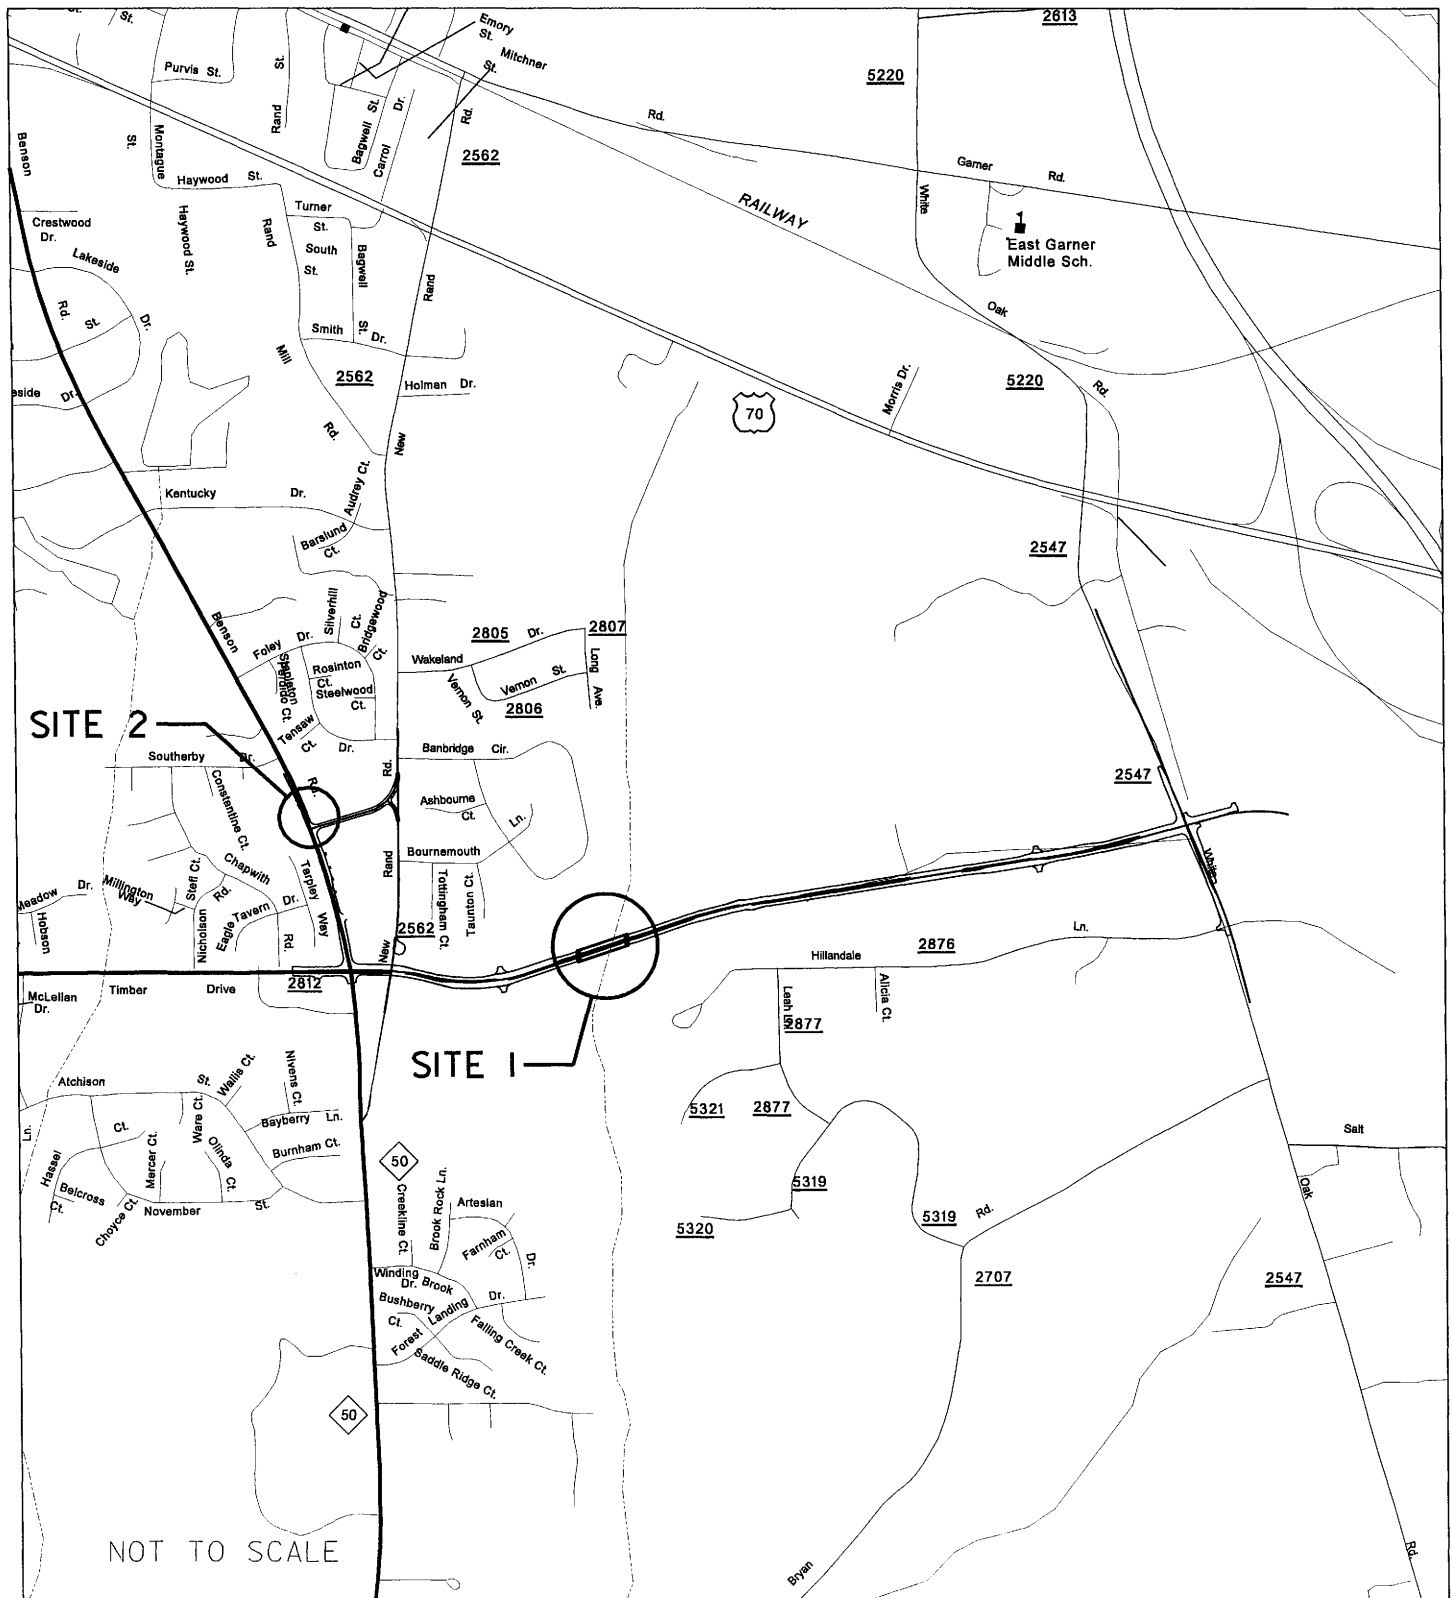 St.
St.
Emory
St.
2613
Mitchner
St.
Purvis St.
St.
5220
Rand
Bagwell St.
Carrol Dr.
Rd.
Rd.
Benson
St.
Montague
2562
Garner
Rd.
Haywood St.
White
RAILWAY
Turner
St.
Crestwood
Dr.
Haywood St.
Rand
South
St.
Bagwell
St.
East Garner
Middle Sch.
Lakeside
Dr.
Rand
Rd.
St.
Oak
Smith
Dr.
Mill
2562
Holman Dr.
5220
Rd.
Morris Dr.
eside Dr.
70
Rd.
New
Audrey Ct.
Kentucky Dr.
Barslund
Ct.
2547
Benson
Silverhill
Ct.
Bridgewood
Ct.
Foley Dr.
2805
Dr.
2807
Rosinton
Ct.
Wakeland
Long
Ave.
Stapleton
Perdido Ct.
Steelwood
Ct.
Vernon St.
Vernon St.
2806
SITE 2
Tensaw
Ct.
Dr.
Banbridge Cir.
Southerby Dr.
Rd.
Rd.
2547
Constantine Ct.
Ashbourne
Ct.
Ln.
Bournemouth
Rand
White
Chapwith
Rd.
Steff Ct.
Tarpley
Way
Tottingham Ct.
Taunton Ct.
Meadow Dr.
Millington
Way
Hobson
Nicholson
Eagle Tavern Dr.
Rd.
2562
New
2876
Ln.
Hillandale
McLellan
Dr.
Timber Drive
2812
Leah Ln.
2877
Alicia Ct.
SITE 1
Atchison
St.
Wallis Ct.
Nivens Ct.
Ln.
Ct.
Ware Ct.
Bayberry Ln.
5321
2877
Salt
Hassel
Ct.
Mercer Ct.
Olinda
Ct.
Burnham Ct.
50
Belcross
Choyce Ct.
November St.
Creekline Ct.
Brook Rock Ln.
Artesian
Dr.
5319
Oak
5320
5319
Rd.
Farnham
Ct.
Winding
Dr. Brook
2707
2547
Bushberry
Ct.
Forest Landing Dr.
Falling Creek Ct.
Saddle Ridge Ct.
50
NOT TO SCALE
Bryan
Rd.